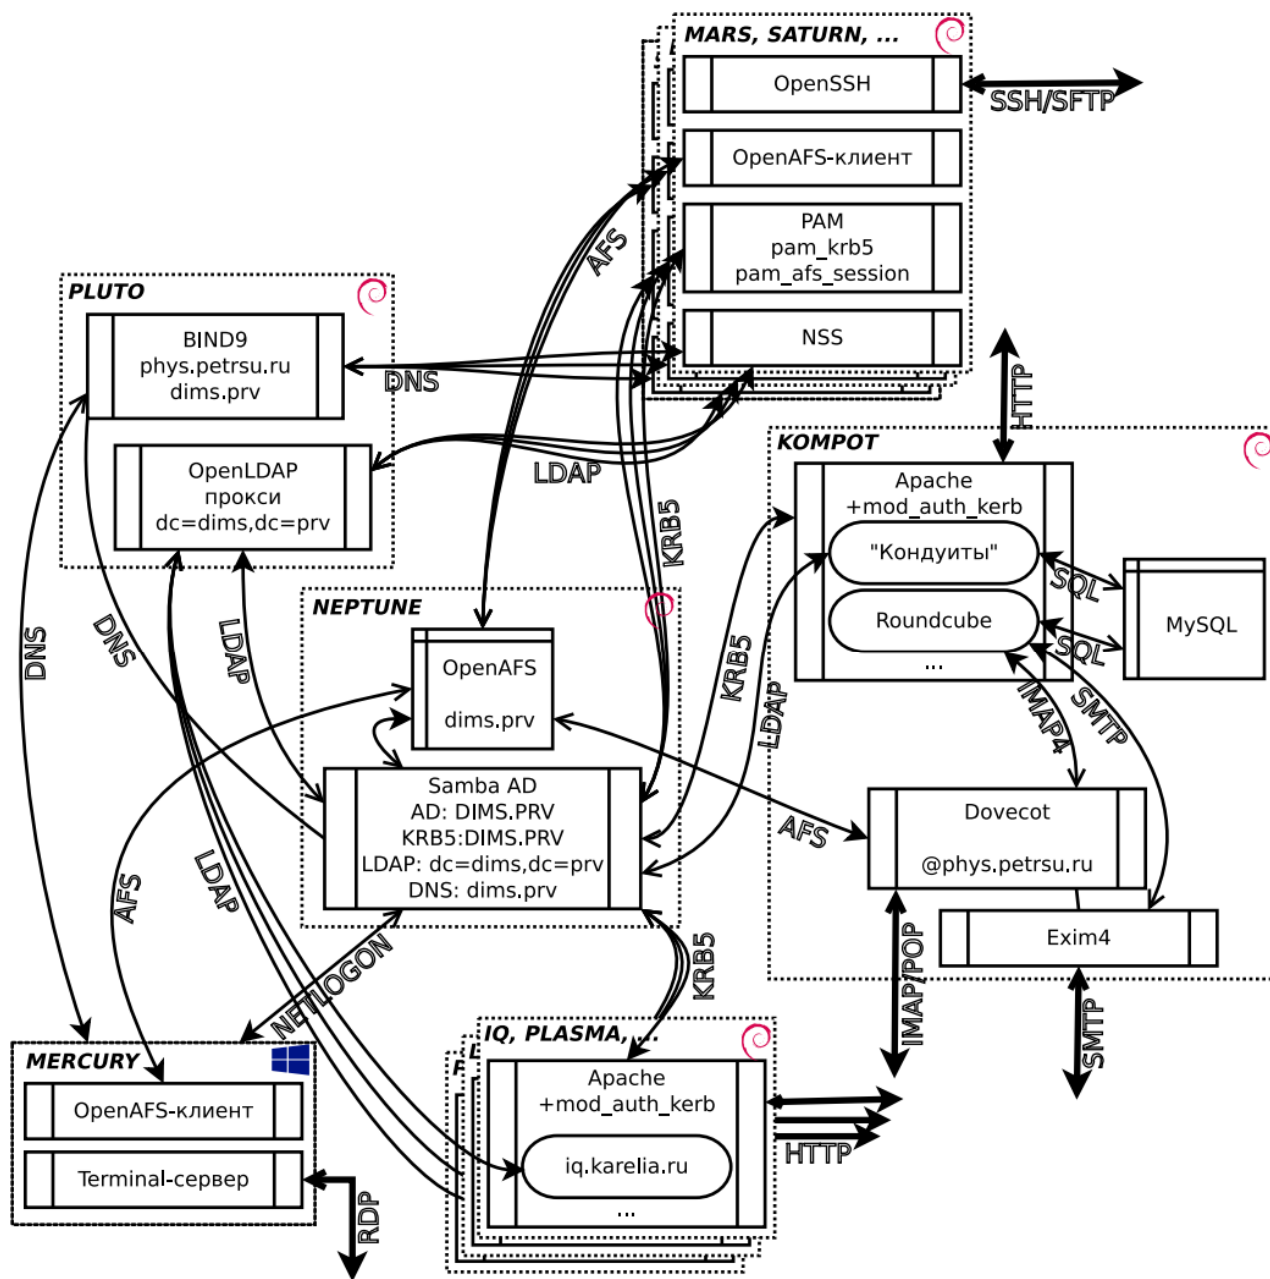 MARS, SATURN, ...
OpenSSH
SSH/SFTP
OpenAFS-клиент
PAM
pam_krb5
pam_afs_session
NSS
AFS
PLUTO
BIND9
phys.petrsu.ru
dims.prv
DNS
OpenLDAP
прокси
dc=dims,dc=prv
LDAP
KRB5
HTTP
KOMPOT
Apache
+mod_auth_kerb
"Кондуиты"
Roundcube
...
SQL
SQL
MySQL
IMAP4
SMTP
KRB5
LDAP
DNS
DNS
LDAP
NEPTUNE
OpenAFS
dims.prv
Samba AD
AD: DIMS.PRV
KRB5:DIMS.PRV
LDAP: dc=dims,dc=prv
DNS: dims.prv
AFS
Dovecot
@phys.petrsu.ru
Exim4
AFS
LDAP
NETLOGON
KRB5
IMAP/POP
SMTP
MERCURY
OpenAFS-клиент
Terminal-сервер
RDP
IQ, PLASMA, ...
Apache
+mod_auth_kerb
iq.karelia.ru
...
HTTP